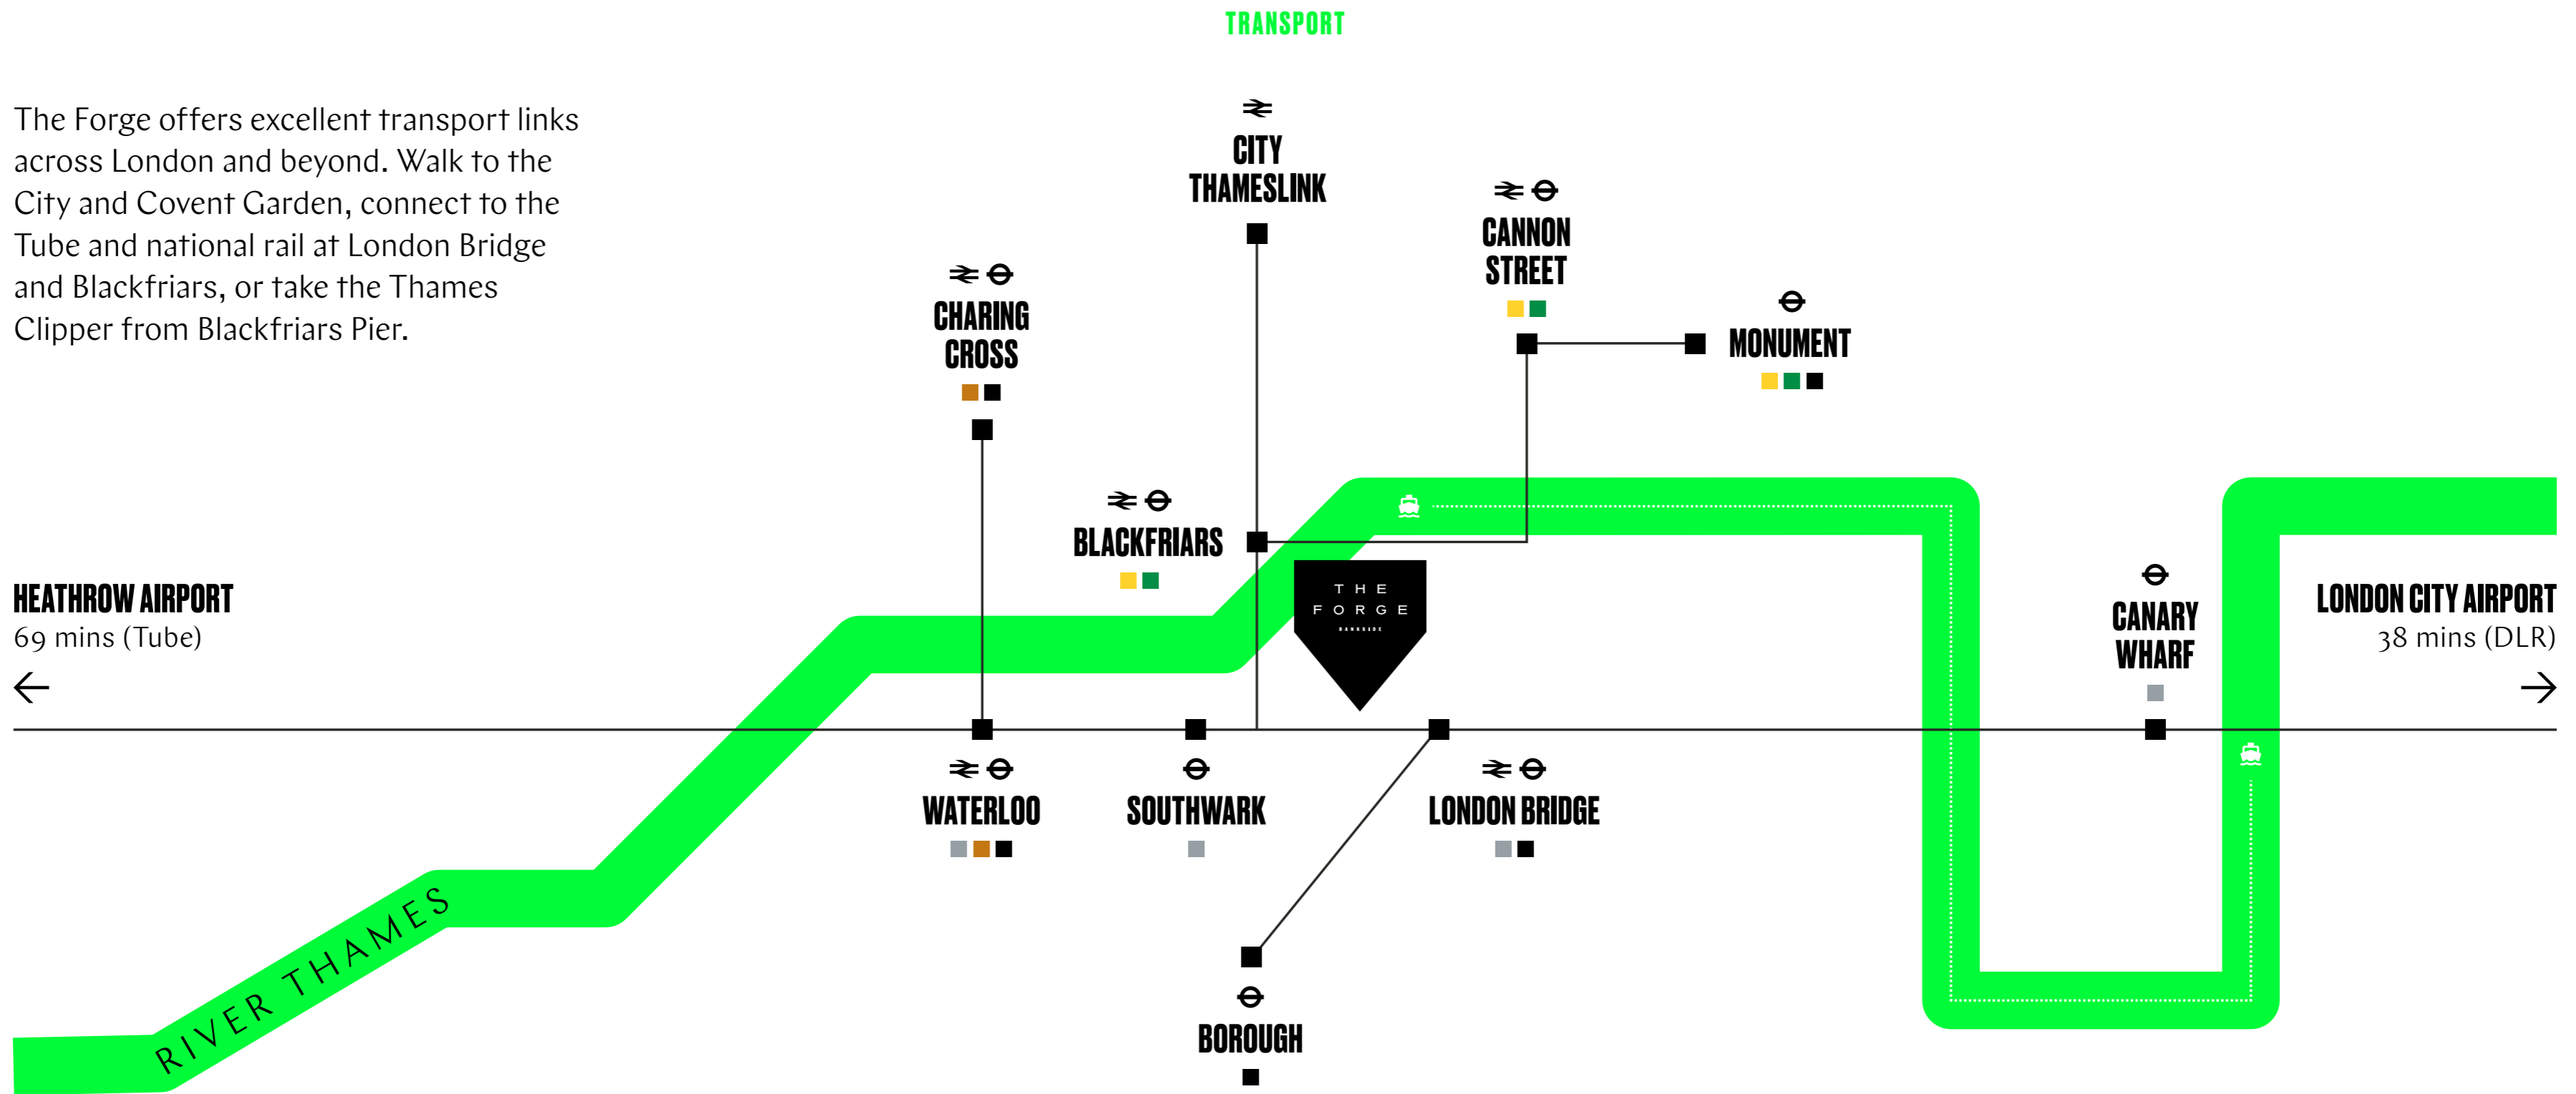 TRANSPORT
The Forge offers excellent transport links
across London and beyond. Walk to the
City and Covent Garden, connect to the
Tube and national rail at London Bridge
and Blackfriars, or take the Thames
Clipper from Blackfriars Pier.
CITY
THAMESLINK
CANNON
STREET
CHARING
CROSS
MONUMENT
BLACKFRIARS
THE
FORGE
BANKSIDE
HEATHROW AIRPORT
69 mins (Tube)
CANARY
WHARF
LONDON CITY AIRPORT
38 mins (DLR)
WATERLOO
SOUTHWARK
LONDON BRIDGE
RIVER THAMES
BOROUGH